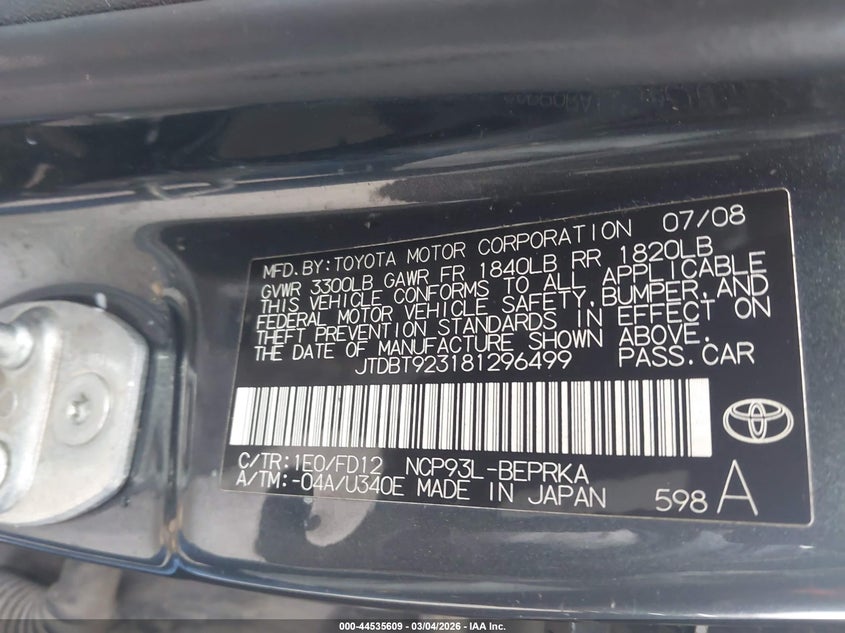 MFD. BY: TOYOTA MOTOR CORPORATION 07/08
GVWR 3300LB GAWR FR 1840LB RR 1820LB
THIS VEHICLE CONFORMS TO ALL APPLICABLE
FEDERAL MOTOR VEHICLE SAFETY, BUMPER, AND
THEFT PREVENTION STANDARDS IN EFFECT ON
THE DATE OF MANUFACTURE SHOWN ABOVE.
JTDBT923181296499 PASS. CAR
C/TR: 1E0/FD12 NCP93L-BEPRKA
A/TM: -04A/U340E MADE IN JAPAN 598 A
000-44535609 - 03/04/2026 - IAA Inc.